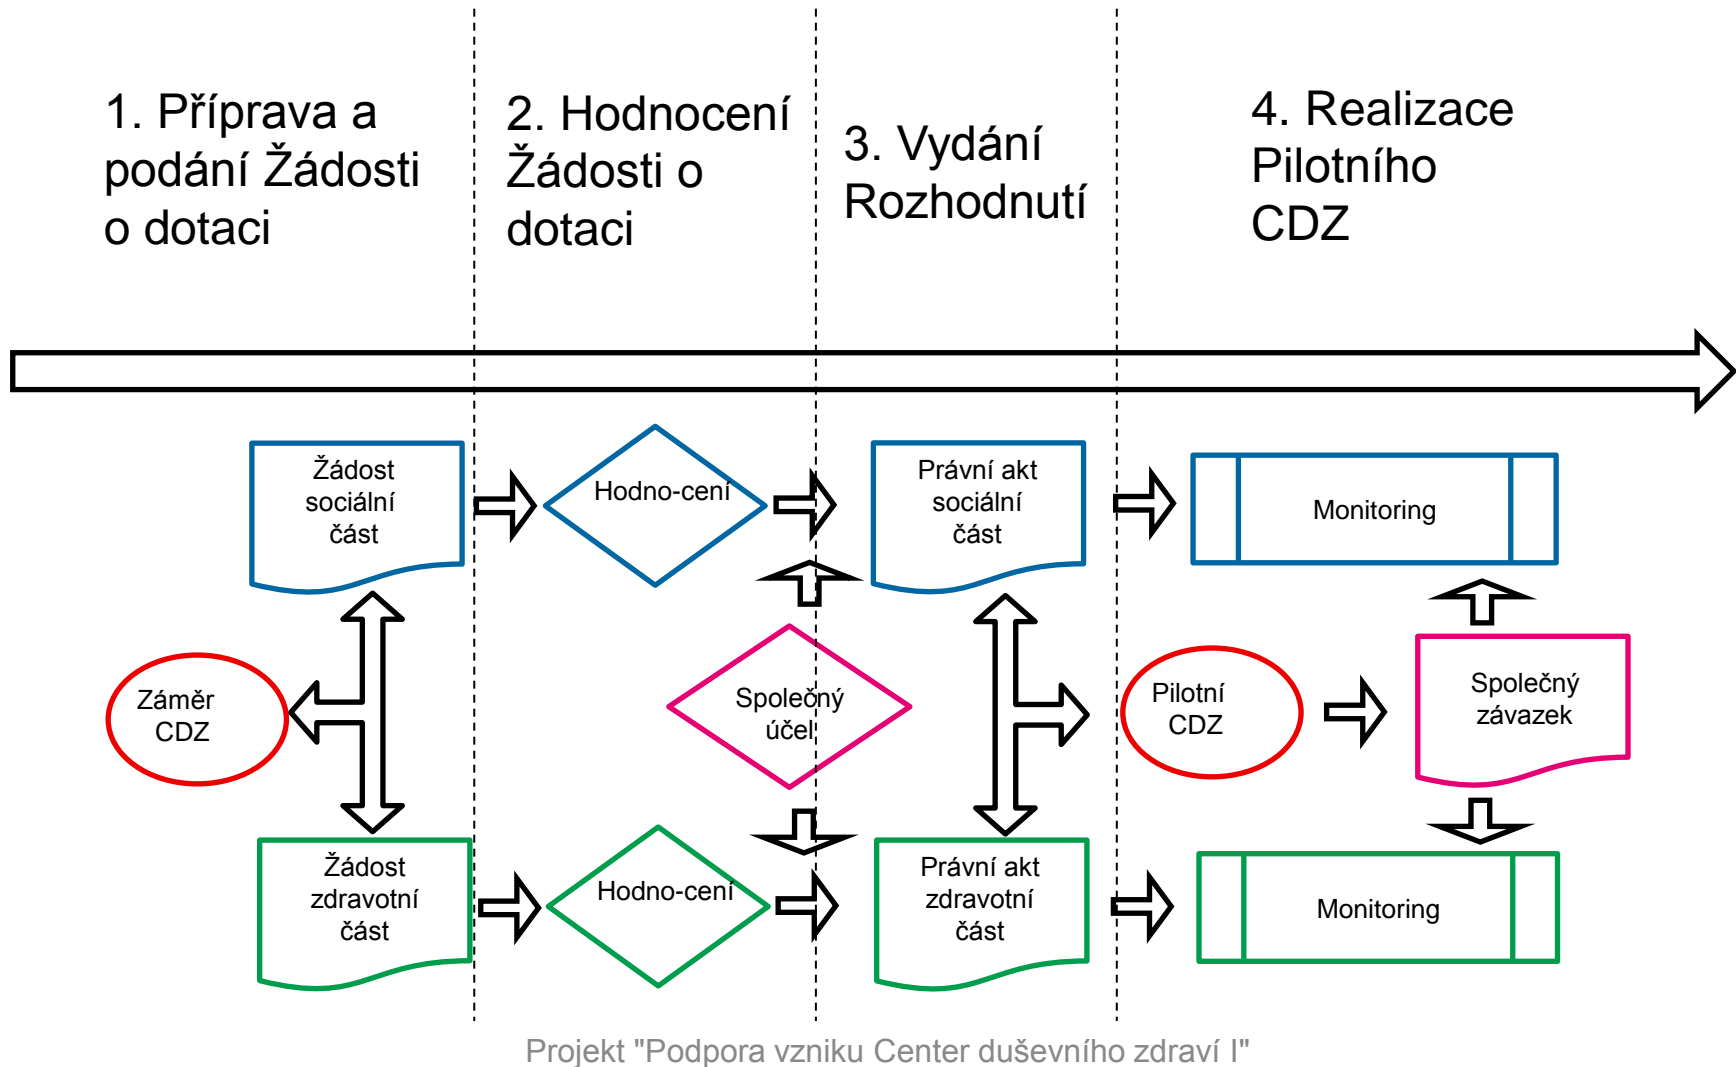 1. Příprava a
podání Žádosti
o dotaci
2. Hodnocení
Žádosti o
dotaci
3. Vydání
Rozhodnutí
4. Realizace
Pilotního
CDZ
Žádost
sociální
část
Hodno-cení
Právní akt
sociální
část
Monitoring
Záměr
CDZ
Společný
účel
Pilotní
CDZ
Společný
závazek
Žádost
zdravotní
část
Hodno-cení
Právní akt
zdravotní
část
Monitoring
Projekt "Podpora vzniku Center duševního zdraví I"